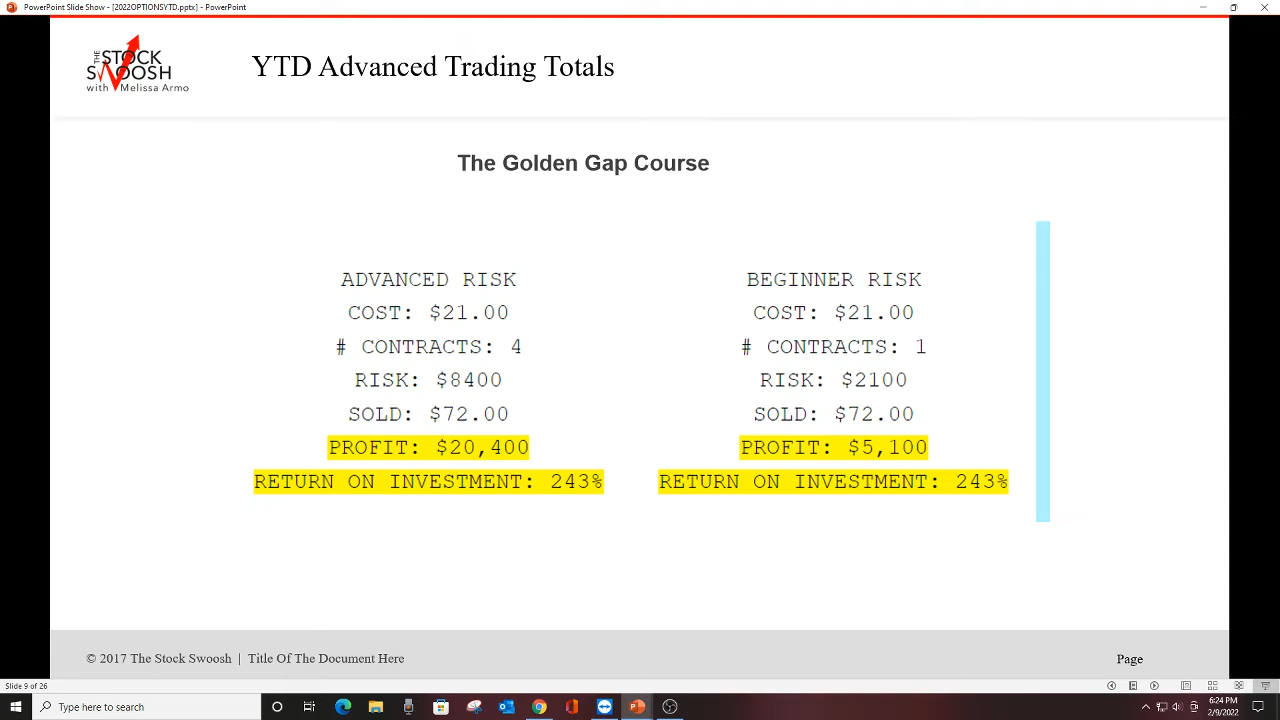 PowerPoint Slide Show - [2022OPTIONSYTD.pptx] - PowerPoint
THE STOCK
SWOOSH
with Melissa Armo
YTD Advanced Trading Totals
The Golden Gap Course
ADVANCED RISK
COST: $21.00
# CONTRACTS: 4
RISK: $8400
SOLD: $72.00
PROFIT: $20,400
RETURN ON INVESTMENT: 243%
BEGINNER RISK
COST: $21.00
# CONTRACTS: 1
RISK: $2100
SOLD: $72.00
PROFIT: $5,100
RETURN ON INVESTMENT: 243%
© 2017 The Stock Swoosh | Title Of The Document Here
Page
Slide 9 of 26
Type here to search
6:24 PM
2/9/2022